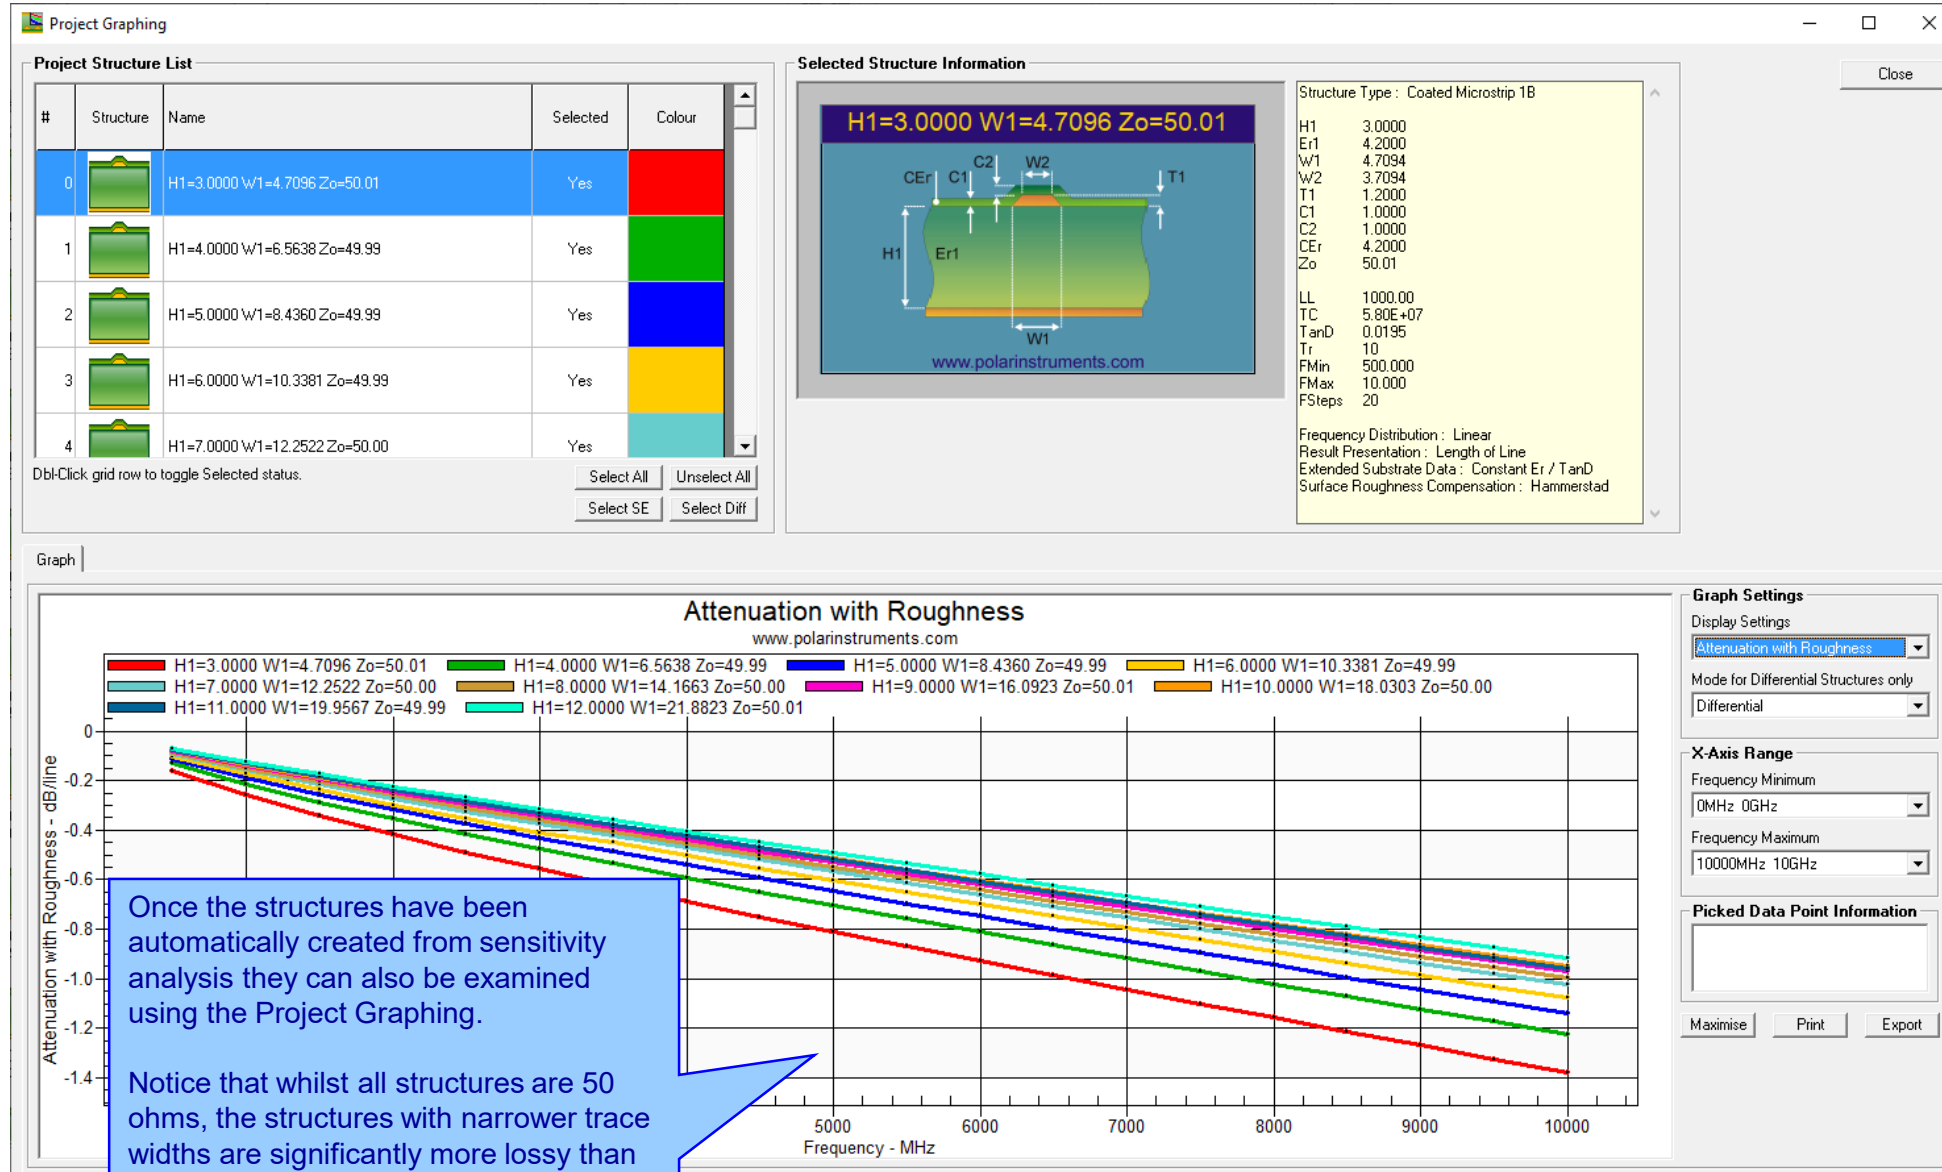 Project Graphing
Project Structure List
# Structure Name Selected Colour
0 H1=3.0000 W1=4.7096 Zo=50.01 Yes
1 H1=4.0000 W1=6.5638 Zo=49.99 Yes
2 H1=5.0000 W1=8.4360 Zo=49.99 Yes
3 H1=6.0000 W1=10.3381 Zo=49.99 Yes
4 H1=7.0000 W1=12.2522 Zo=50.00 Yes
Dbl-Click grid row to toggle Selected status.
Select All Unselect All
Select SE Select Diff
Selected Structure Information
H1=3.0000 W1=4.7096 Zo=50.01
C2 W2
CEr C1 T1
H1 Er1
W1
www.polarinstruments.com
Structure Type : Coated Microstrip 1B
H1 3.0000
Er1 4.2000
W1 4.7094
W2 3.7094
T1 1.2000
C1 1.0000
C2 1.0000
CEr 4.2000
Zo 50.01
LL 1000.00
TC 5.80E+07
TanD 0.0195
Tr 10
FMin 500.000
FMax 10.000
FSteps 20
Frequency Distribution : Linear
Result Presentation : Length of Line
Extended Substrate Data : Constant Er / TanD
Surface Roughness Compensation : Hammerstad
Close
Graph
Attenuation with Roughness
www.polarinstruments.com
H1=3.0000 W1=4.7096 Zo=50.01 H1=4.0000 W1=6.5638 Zo=49.99 H1=5.0000 W1=8.4360 Zo=49.99 H1=6.0000 W1=10.3381 Zo=49.99
H1=7.0000 W1=12.2522 Zo=50.00 H1=8.0000 W1=14.1663 Zo=50.00 H1=9.0000 W1=16.0923 Zo=50.01 H1=10.0000 W1=18.0303 Zo=50.00
H1=11.0000 W1=19.9567 Zo=49.99 H1=12.0000 W1=21.8823 Zo=50.01
Attenuation with Roughness - dB/line
0
-0.2
-0.4
-0.6
-0.8
-1.0
-1.2
-1.4
5000 6000 7000 8000 9000 10000
Frequency - MHz
Once the structures have been
automatically created from sensitivity
analysis they can also be examined
using the Project Graphing.
Notice that whilst all structures are 50
ohms, the structures with narrower trace
widths are significantly more lossy than
Graph Settings
Display Settings
Attenuation with Roughness
Mode for Differential Structures only
Differential
X-Axis Range
Frequency Minimum
0MHz 0GHz
Frequency Maximum
10000MHz 10GHz
Picked Data Point Information
Maximise Print Export